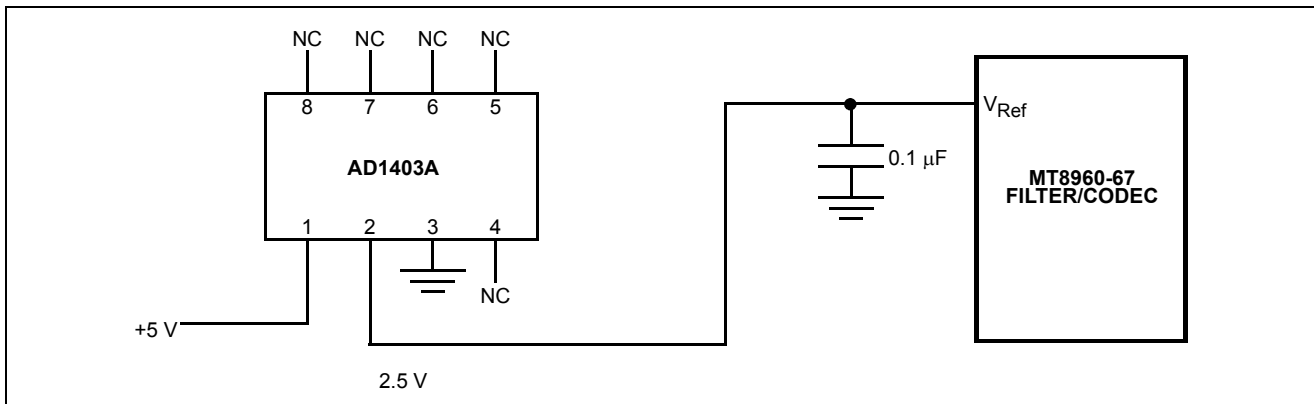 NC NC NC NC
8 7 6 5
AD1403A
1 2 3 4
NC
+5 V
2.5 V
0.1 μF
VRef
MT8960-67
FILTER/CODEC